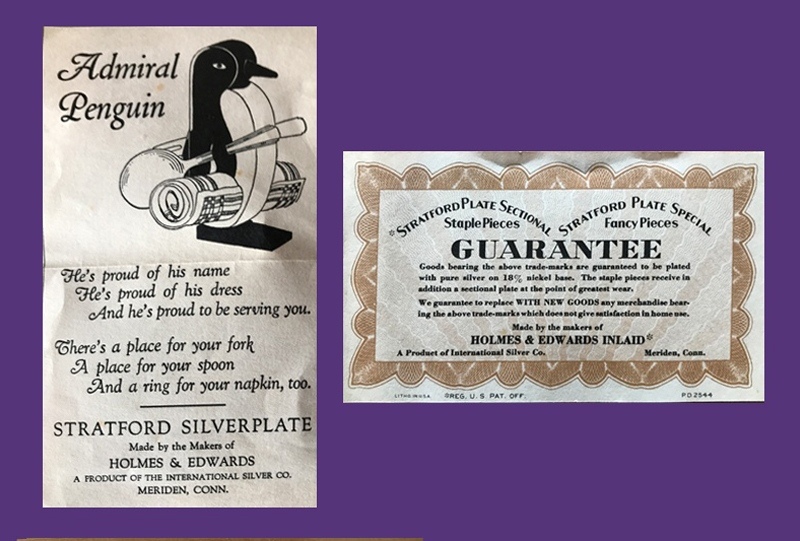 Admiral
Penguin
He's proud of his name
He's proud of his dress
And he's proud to be serving you.
There's a place for your fork
A place for your spoon
And a ring for your napkin, too.
STRATFORD SILVERPLATE
Made by the Makers of
HOLMES & EDWARDS
A PRODUCT OF THE INTERNATIONAL SILVER CO.
MERIDEN, CONN.
®STRATFORD PLATE SECTIONAL
Staple Pieces
STRATFORD PLATE SPECIAL
Fancy Pieces
GUARANTEE
Goods bearing the above trade-marks are guaranteed to be plated
with pure silver on 18% nickel base. The staple pieces receive in
addition a sectional plate at the point of greatest wear.
We guarantee to replace WITH NEW GOODS any merchandise bear-
ing the above trade-marks which does not give satisfaction in home use.
Made by the makers of
HOLMES & EDWARDS INLAID®
A Product of International Silver Co. Meriden, Conn.
LITHO IN U.S.A. ®REG. U. S. PAT. OFF. PD 2544